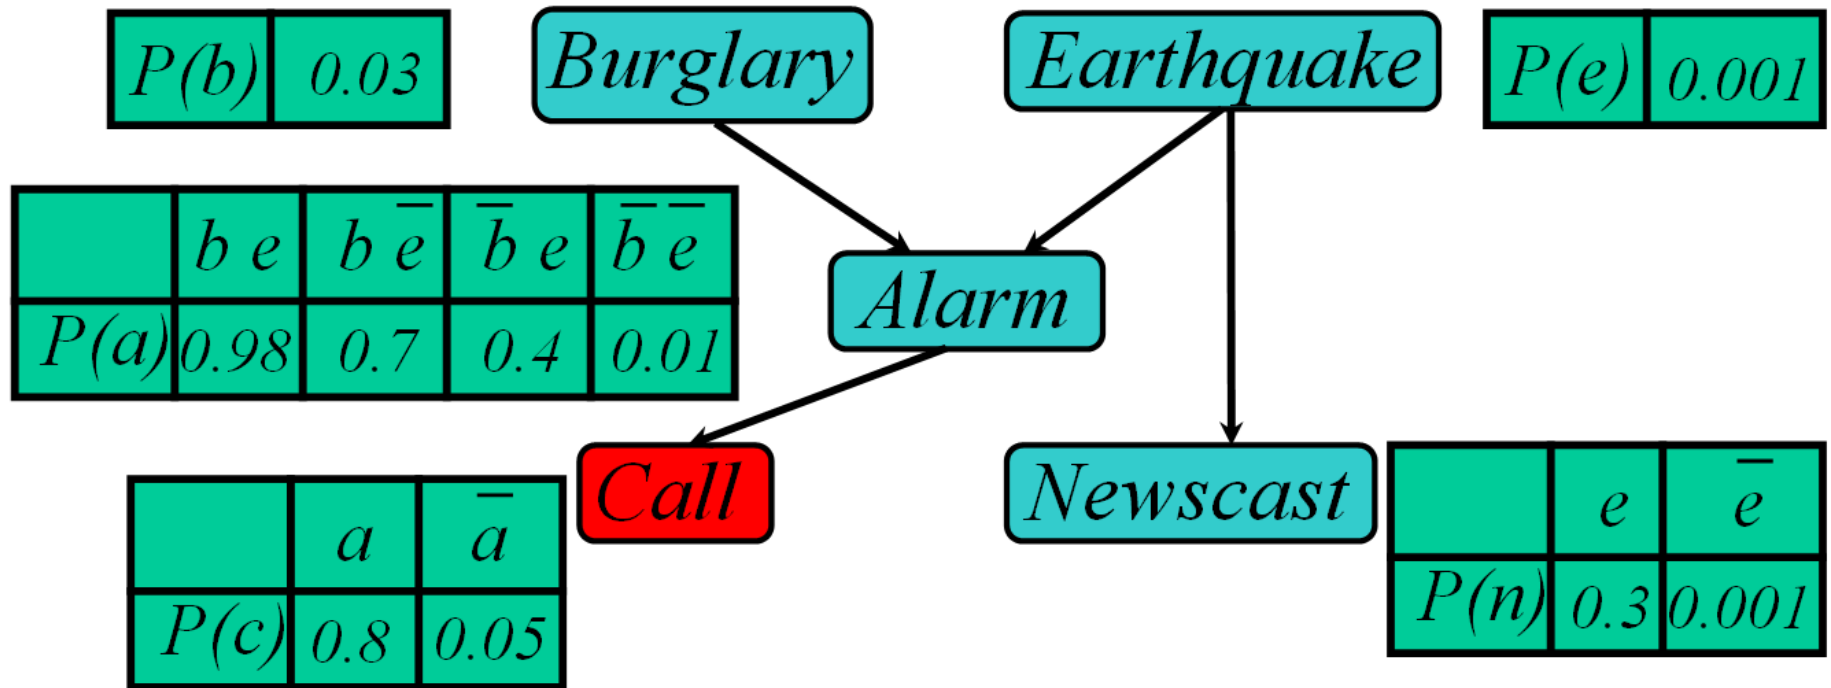 P(b) 0.03
Burglary
Earthquake
P(e) 0.001
b e b e̅ b̅ e b̅ e̅
P(a) 0.98 0.7 0.4 0.01
Alarm
Call
Newscast
a a̅
P(c) 0.8 0.05
e e̅
P(n) 0.3 0.001